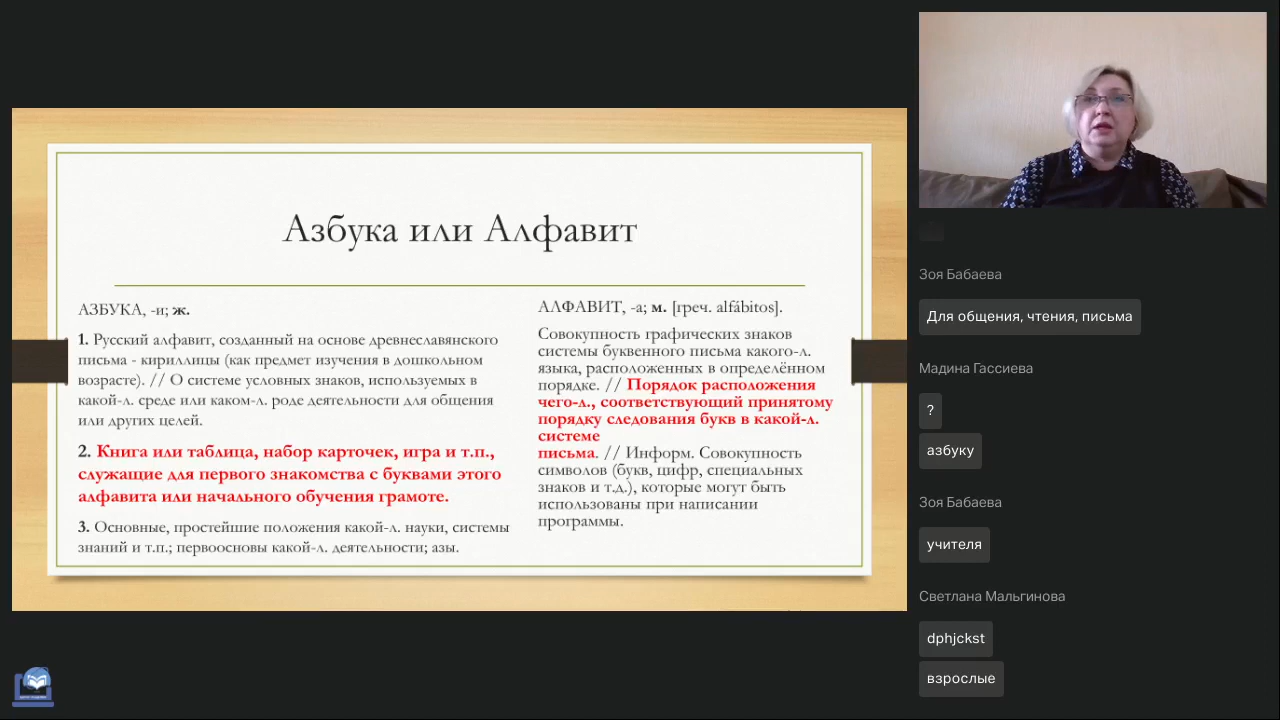 Азбука или Алфавит
АЗБУКА, -и; ж.
1. Русский алфавит, созданный на основе древнеславянского
письма - кириллицы (как предмет изучения в дошкольном
возрасте). // О системе условных знаков, используемых в
какой-л. среде или каком-л. роде деятельности для общения
или других целей.
2. Книга или таблица, набор карточек, игра и т.п.,
служащие для первого знакомства с буквами этого
алфавита или начального обучения грамоте.
3. Основные, простейшие положения какой-л. науки, системы
знаний и т.п.; первоосновы какой-л. деятельности; азы.
АЛФАВИТ, -а; м. [греч. alfábitos].
Совокупность графических знаков
системы буквенного письма какого-л.
языка, расположенных в определённом
порядке. // Порядок расположения
чего-л., соответствующий принятому
порядку следования букв в какой-л.
системе
письма. // Информ. Совокупность
символов (букв, цифр, специальных
знаков и т.д.), которые могут быть
использованы при написании
программы.
Зоя Бабаева
Для общения, чтения, письма
Мадина Гассиева
?
азбуку
Зоя Бабаева
учителя
Светлана Мальгинова
dphjckst
взрослые